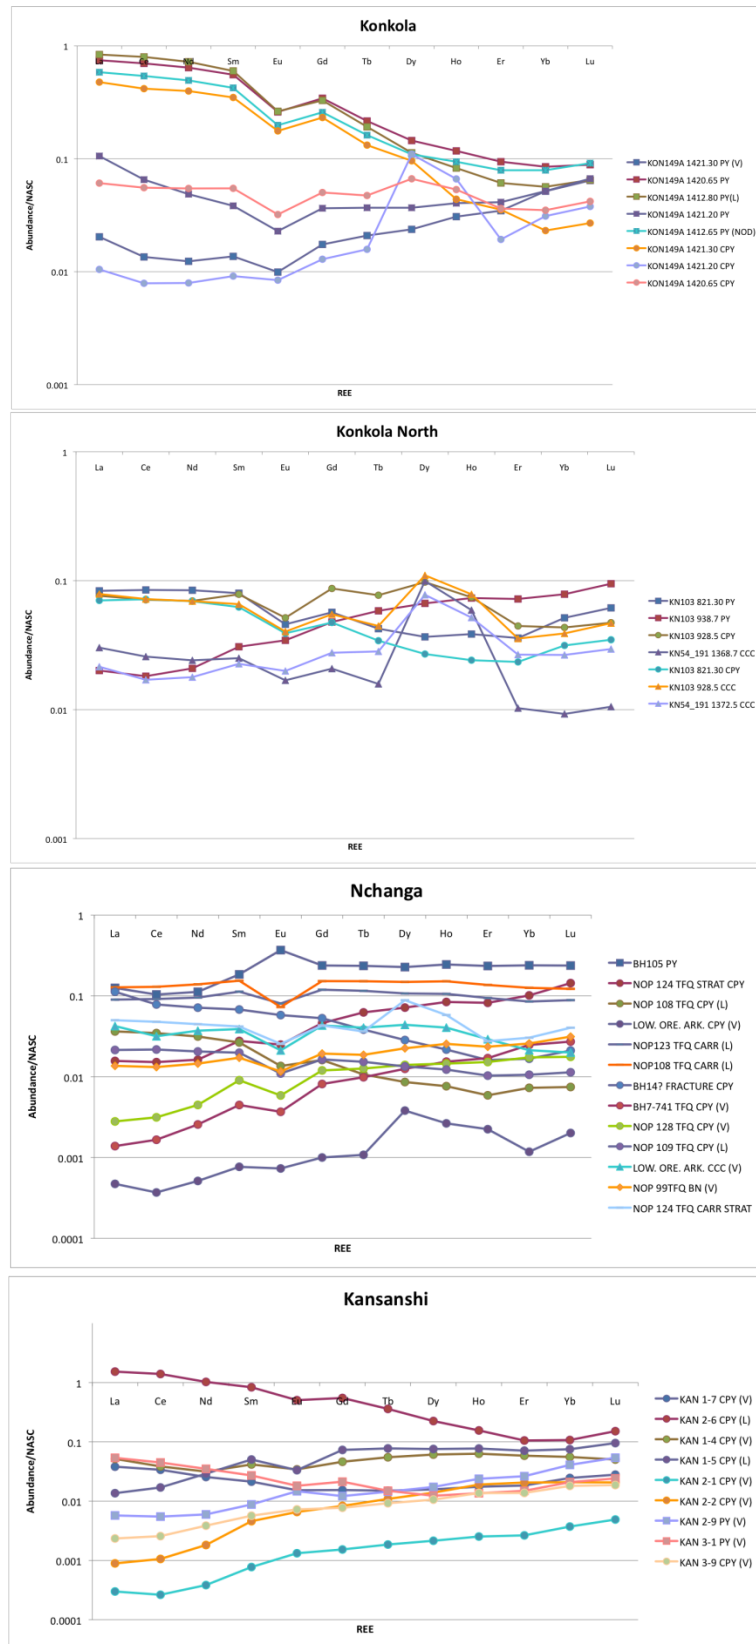 Konkola
1
La Ce Nd Sm Eu Gd Tb Dy Ho Er Yb Lu
0.1
0.01
0.001
Abundance/NASC
REE
KON149A 1421.30 PY (V)
KON149A 1420.65 PY
KON149A 1412.80 PY(L)
KON149A 1421.20 PY
KON149A 1412.65 PY (NOD)
KON149A 1421.30 CPY
KON149A 1421.20 CPY
KON149A 1420.65 CPY
Konkola North
1
La Ce Nd Sm Eu Gd Tb Dy Ho Er Yb Lu
0.1
0.01
0.001
Abundance/NASC
REE
KN103 821.30 PY
KN103 938.7 PY
KN103 928.5 CPY
KN54_191 1368.7 CCC
KN103 821.30 CPY
KN103 928.5 CCC
KN54_191 1372.5 CCC
Nchanga
1
La Ce Nd Sm Eu Gd Tb Dy Ho Er Yb Lu
0.1
0.01
0.001
0.0001
Abundance/NASC
REE
BH105 PY
NOP 124 TFQ STRAT CPY
NOP 108 TFQ CPY (L)
LOW. ORE. ARK. CPY (V)
NOP123 TFQ CARR (L)
NOP108 TFQ CARR (L)
BH14? FRACTURE CPY
BH7-741 TFQ CPY (V)
NOP 128 TFQ CPY (V)
NOP 109 TFQ CPY (L)
LOW. ORE. ARK. CCC (V)
NOP 99TFQ BN (V)
NOP 124 TFQ CARR STRAT
Kansanshi
1
La Ce Nd Sm Eu Gd Tb Dy Ho Er Yb Lu
0.1
0.01
0.001
0.0001
Abundance/NASC
REE
KAN 1-7 CPY (V)
KAN 2-6 CPY (L)
KAN 1-4 CPY (V)
KAN 1-5 CPY (L)
KAN 2-1 CPY (V)
KAN 2-2 CPY (V)
KAN 2-9 PY (V)
KAN 3-1 PY (V)
KAN 3-9 CPY (V)